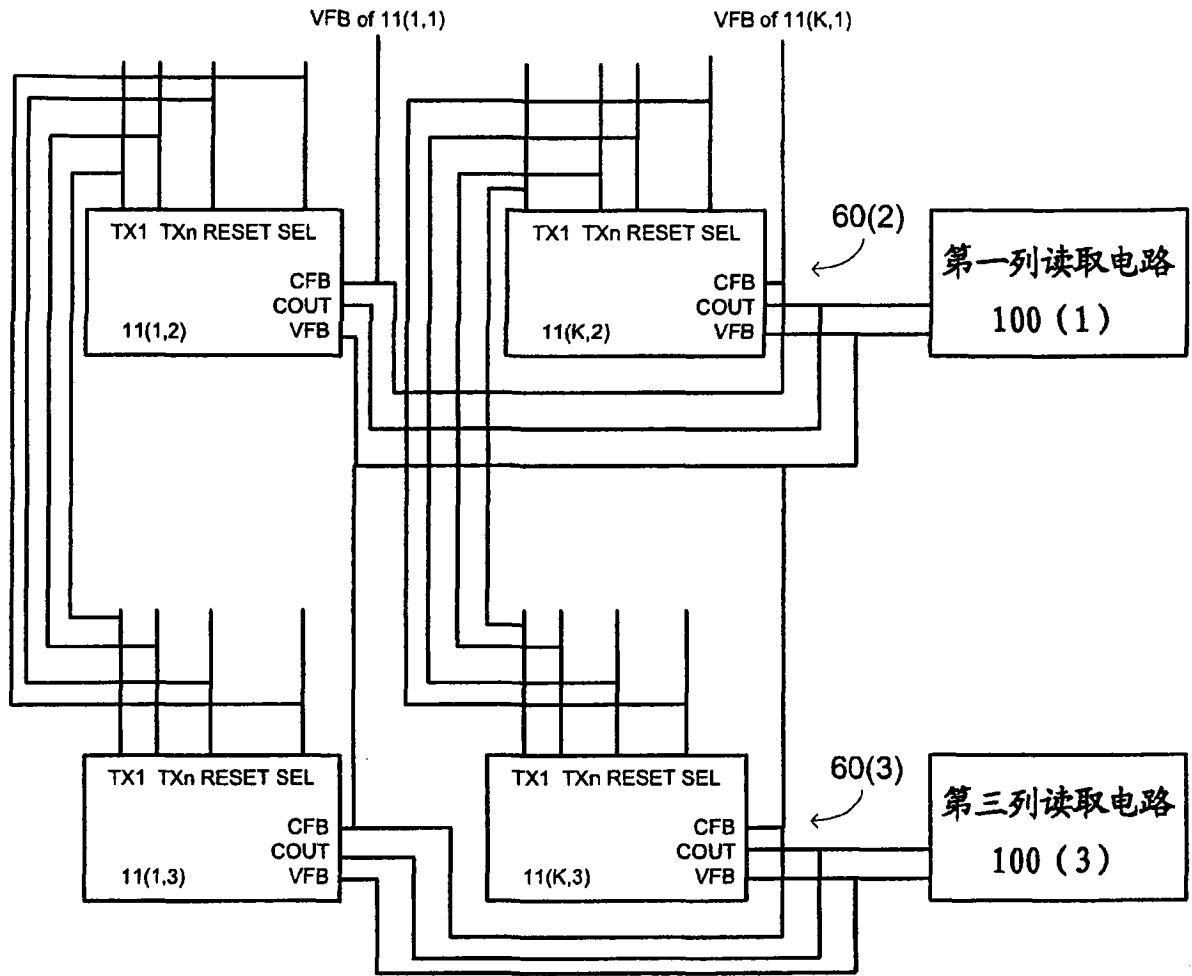 VFB of 11(1,1)
VFB of 11(K,1)
TX1 TXn RESET SEL
CFB
COUT
VFB
11(1,2)
TX1 TXn RESET SEL
CFB
COUT
VFB
11(K,2)
60(2)
第一列读取电路
100(1)
TX1 TXn RESET SEL
CFB
COUT
VFB
11(1,3)
TX1 TXn RESET SEL
CFB
COUT
VFB
11(K,3)
60(3)
第三列读取电路
100(3)